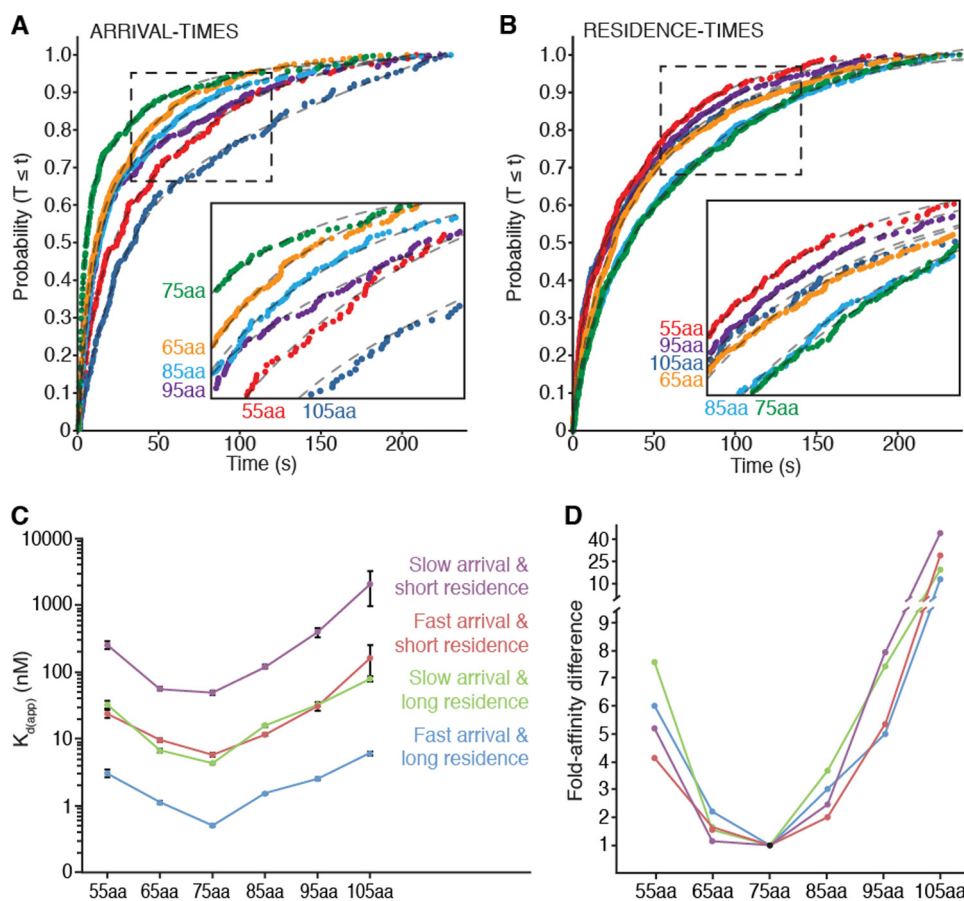 A
ARRIVAL-TIMES
Probability (T ≤ t)
1.0
0.9
0.8
0.7
0.6
0.5
0.4
0.3
0.2
0.1
0
75aa
65aa
85aa
95aa
55aa
105aa
0
50
100
150
200
Time (s)
B
RESIDENCE-TIMES
Probability (T ≤ t)
1.0
0.9
0.8
0.7
0.6
0.5
0.4
0.3
0.2
0.1
0
55aa
95aa
105aa
65aa
85aa
75aa
0
50
100
150
200
Time (s)
C
Kd(app) (nM)
10000
1000
100
10
1
0
Slow arrival &
short residence
Fast arrival &
short residence
Slow arrival &
long residence
Fast arrival &
long residence
55aa
65aa
75aa
85aa
95aa
105aa
D
Fold-affinity difference
40
25
10
9
8
7
6
5
4
3
2
1
55aa
65aa
75aa
85aa
95aa
105aa